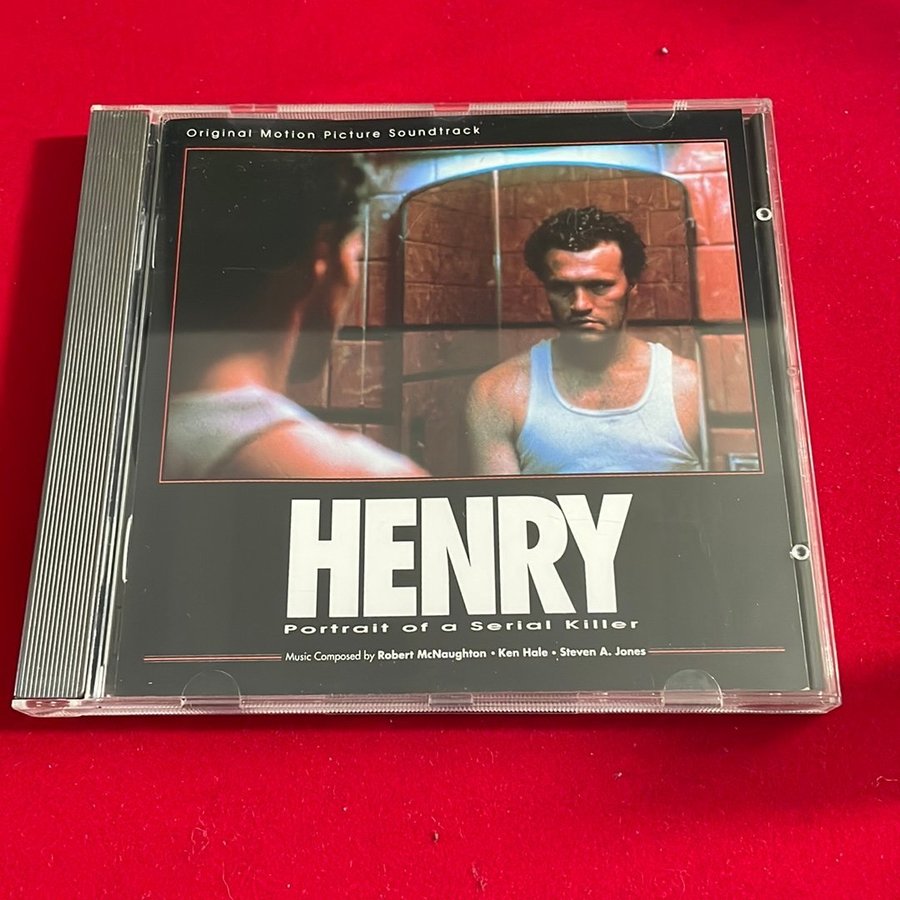 Original Motion Picture Soundtrack
HENRY
Portrait of a Serial Killer
Music Composed by Robert McNaughton • Ken Hale • Steven A. Jones